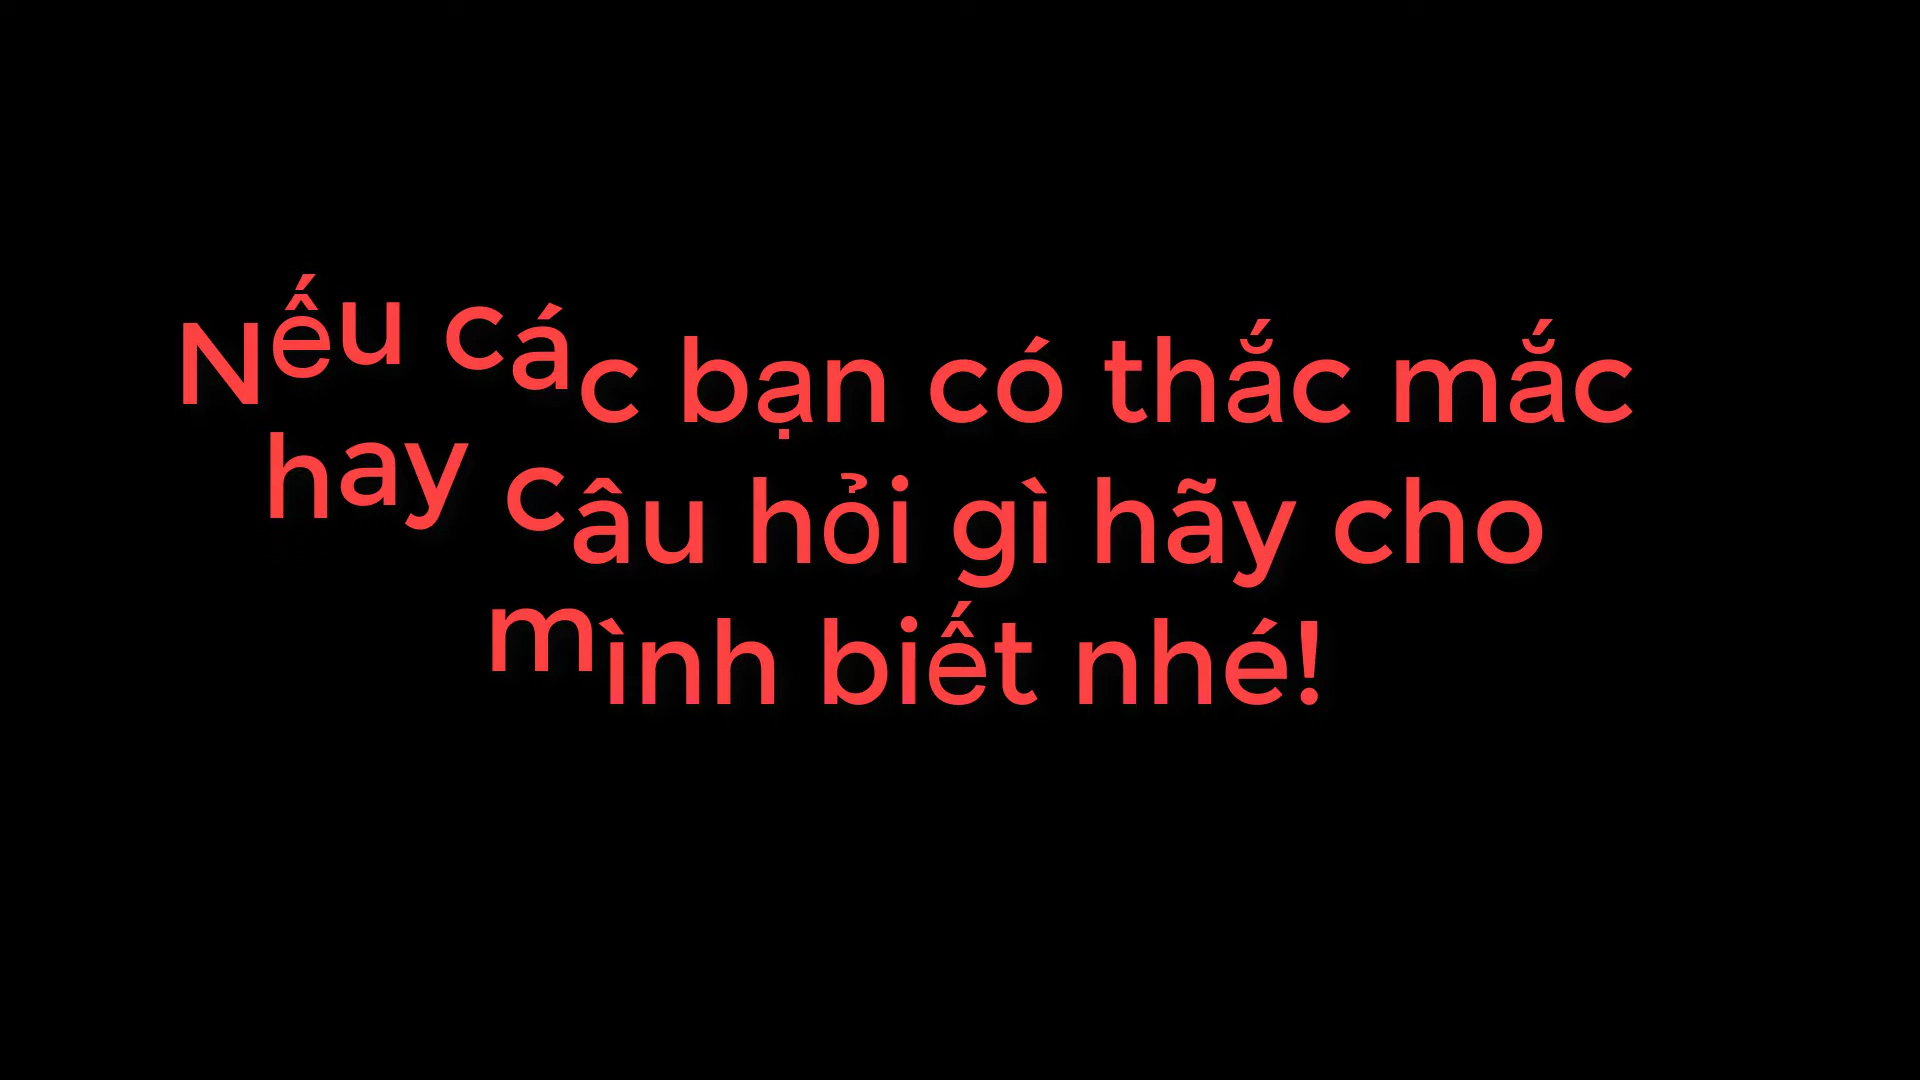 Nếu các bạn có thắc mắc
hay câu hỏi gì hãy cho
mình biết nhé!